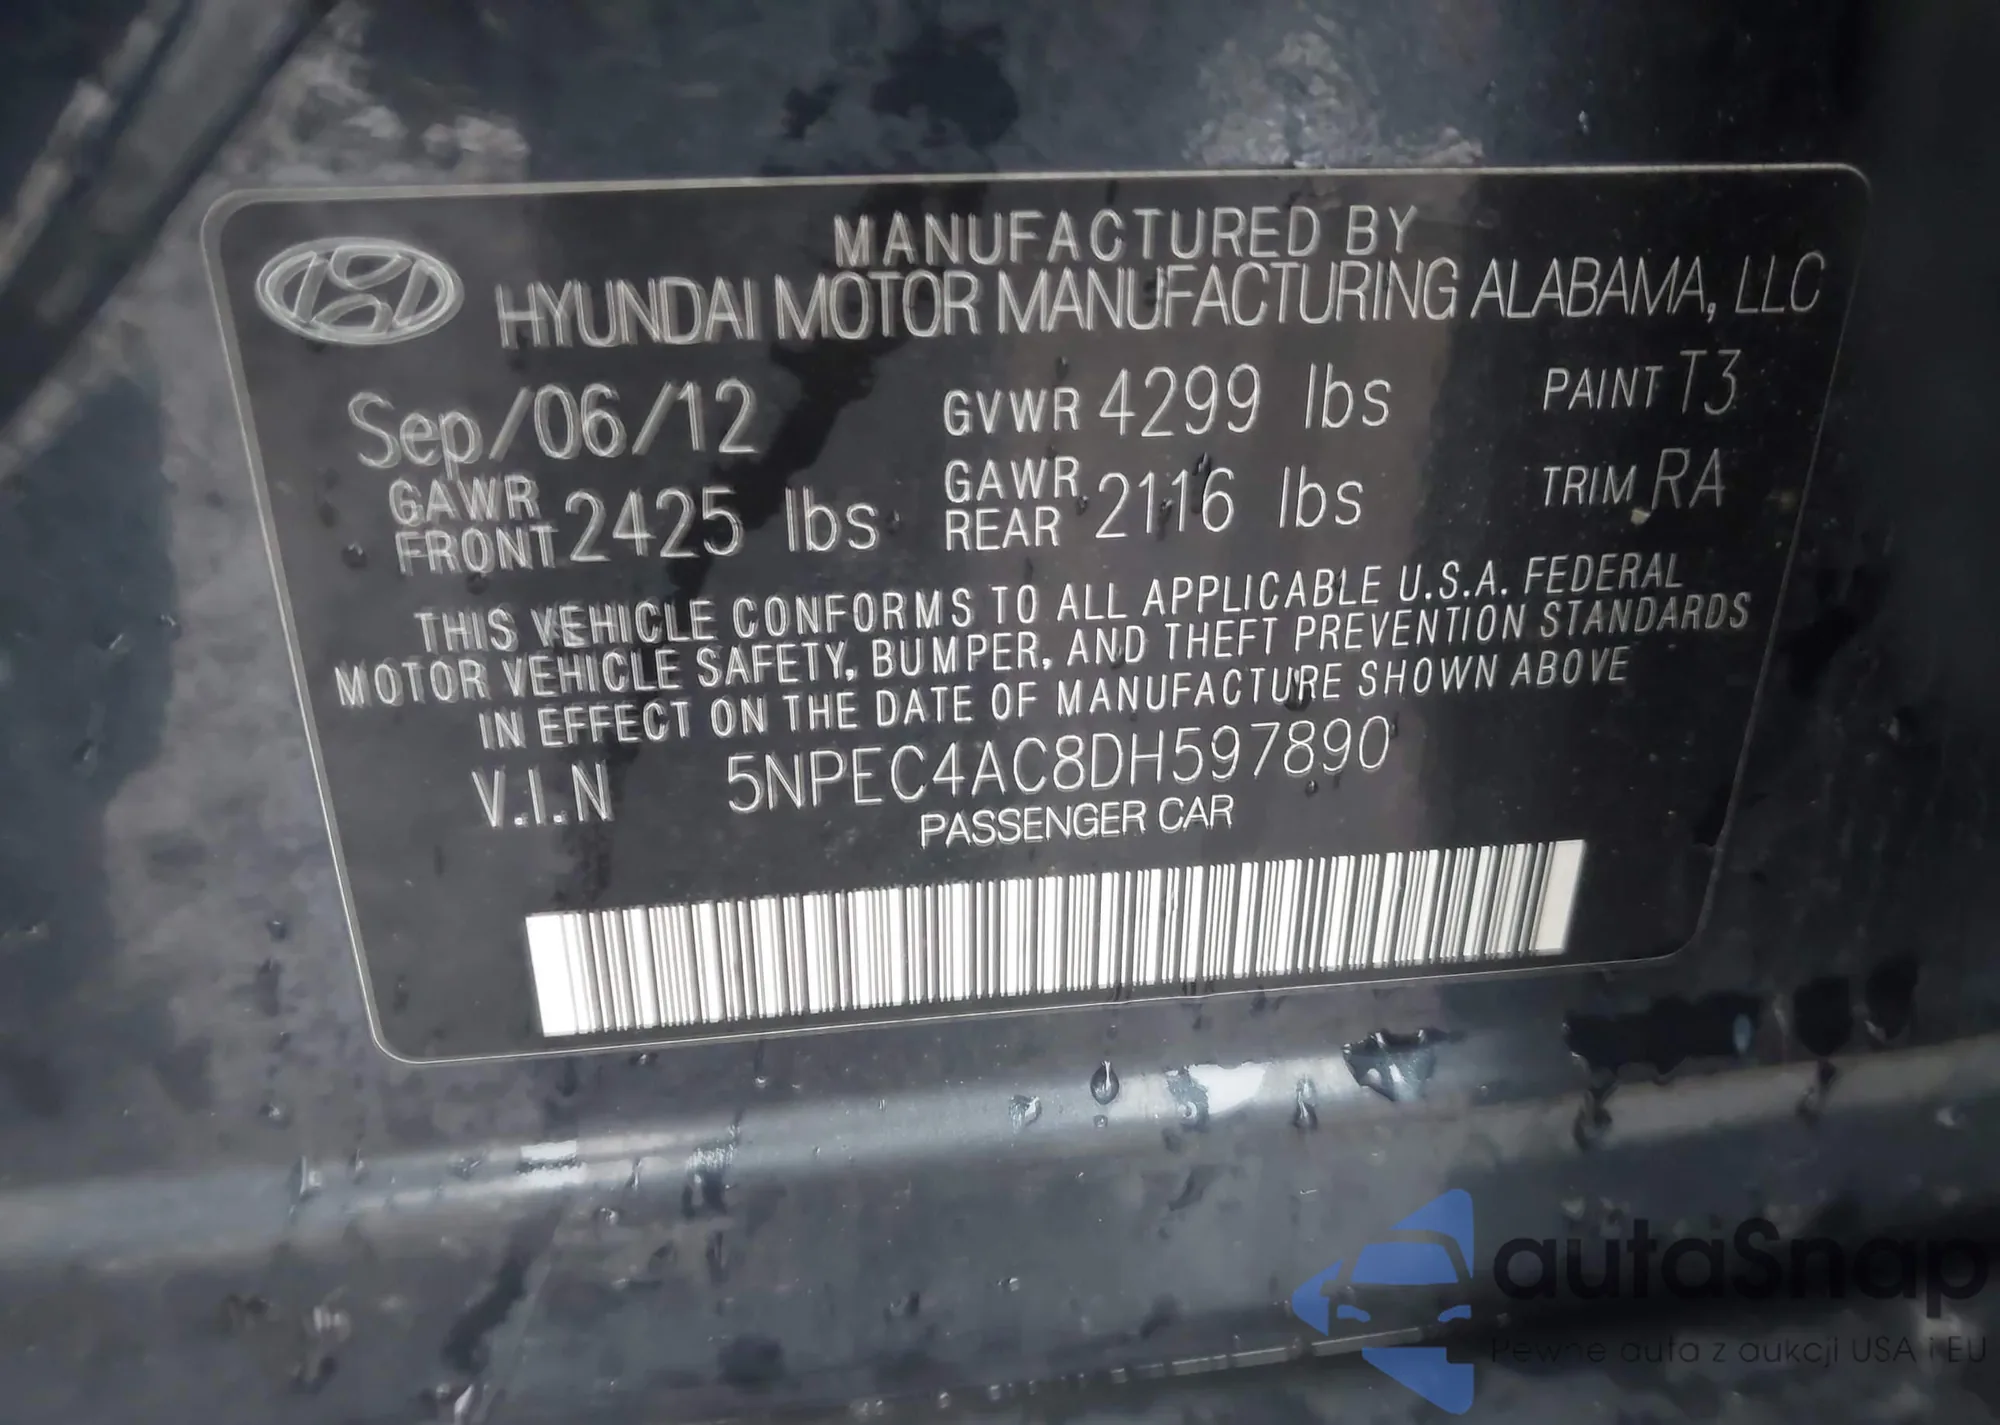 MANUFACTURED BY
HYUNDAI MOTOR MANUFACTURING ALABAMA, LLC
Sep/06/12 GVWR 4299 lbs PAINT T3
GAWR FRONT 2425 lbs GAWR REAR 2116 lbs TRIM RA
THIS VEHICLE CONFORMS TO ALL APPLICABLE U.S.A. FEDERAL
MOTOR VEHICLE SAFETY, BUMPER, AND THEFT PREVENTION STANDARDS
IN EFFECT ON THE DATE OF MANUFACTURE SHOWN ABOVE
V.I.N 5NPEC4AC8DH597890
PASSENGER CAR
autaSnap
Pewne auta z aukcji USA i EU